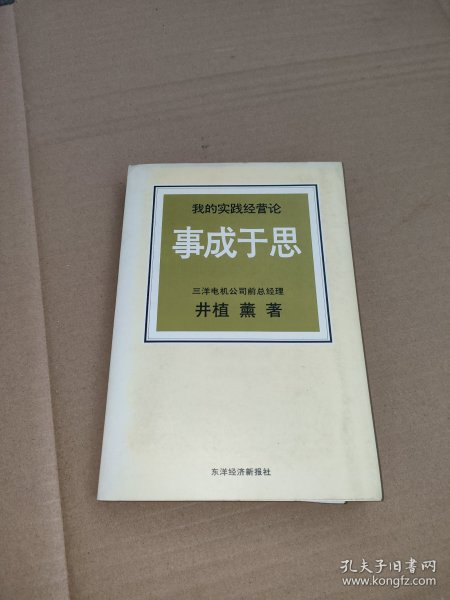 我的实践经营论
事成于思
三洋电机公司前总经理
井植 薰 著
东洋经济新报社
孔夫子旧书网
www.kongfz.com